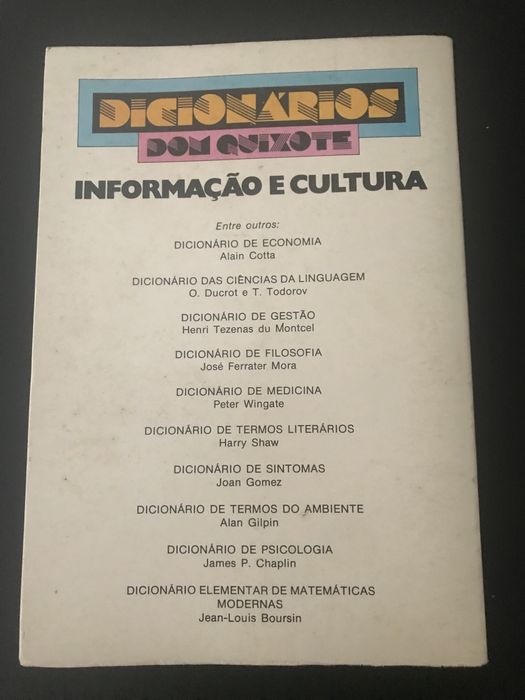 DICIONÁRIOS
DOM QUIXOTE
INFORMAÇÃO E CULTURA
Entre outros:
DICIONÁRIO DE ECONOMIA
Alain Cotta
DICIONÁRIO DAS CIÊNCIAS DA LINGUAGEM
O. Ducrot e T. Todorov
DICIONÁRIO DE GESTÃO
Henri Tezenas du Montcel
DICIONÁRIO DE FILOSOFIA
José Ferrater Mora
DICIONÁRIO DE MEDICINA
Peter Wingate
DICIONÁRIO DE TERMOS LITERÁRIOS
Harry Shaw
DICIONÁRIO DE SINTOMAS
Joan Gomez
DICIONÁRIO DE TERMOS DO AMBIENTE
Alan Gilpin
DICIONÁRIO DE PSICOLOGIA
James P. Chaplin
DICIONÁRIO ELEMENTAR DE MATEMÁTICAS
MODERNAS
Jean-Louis Boursin